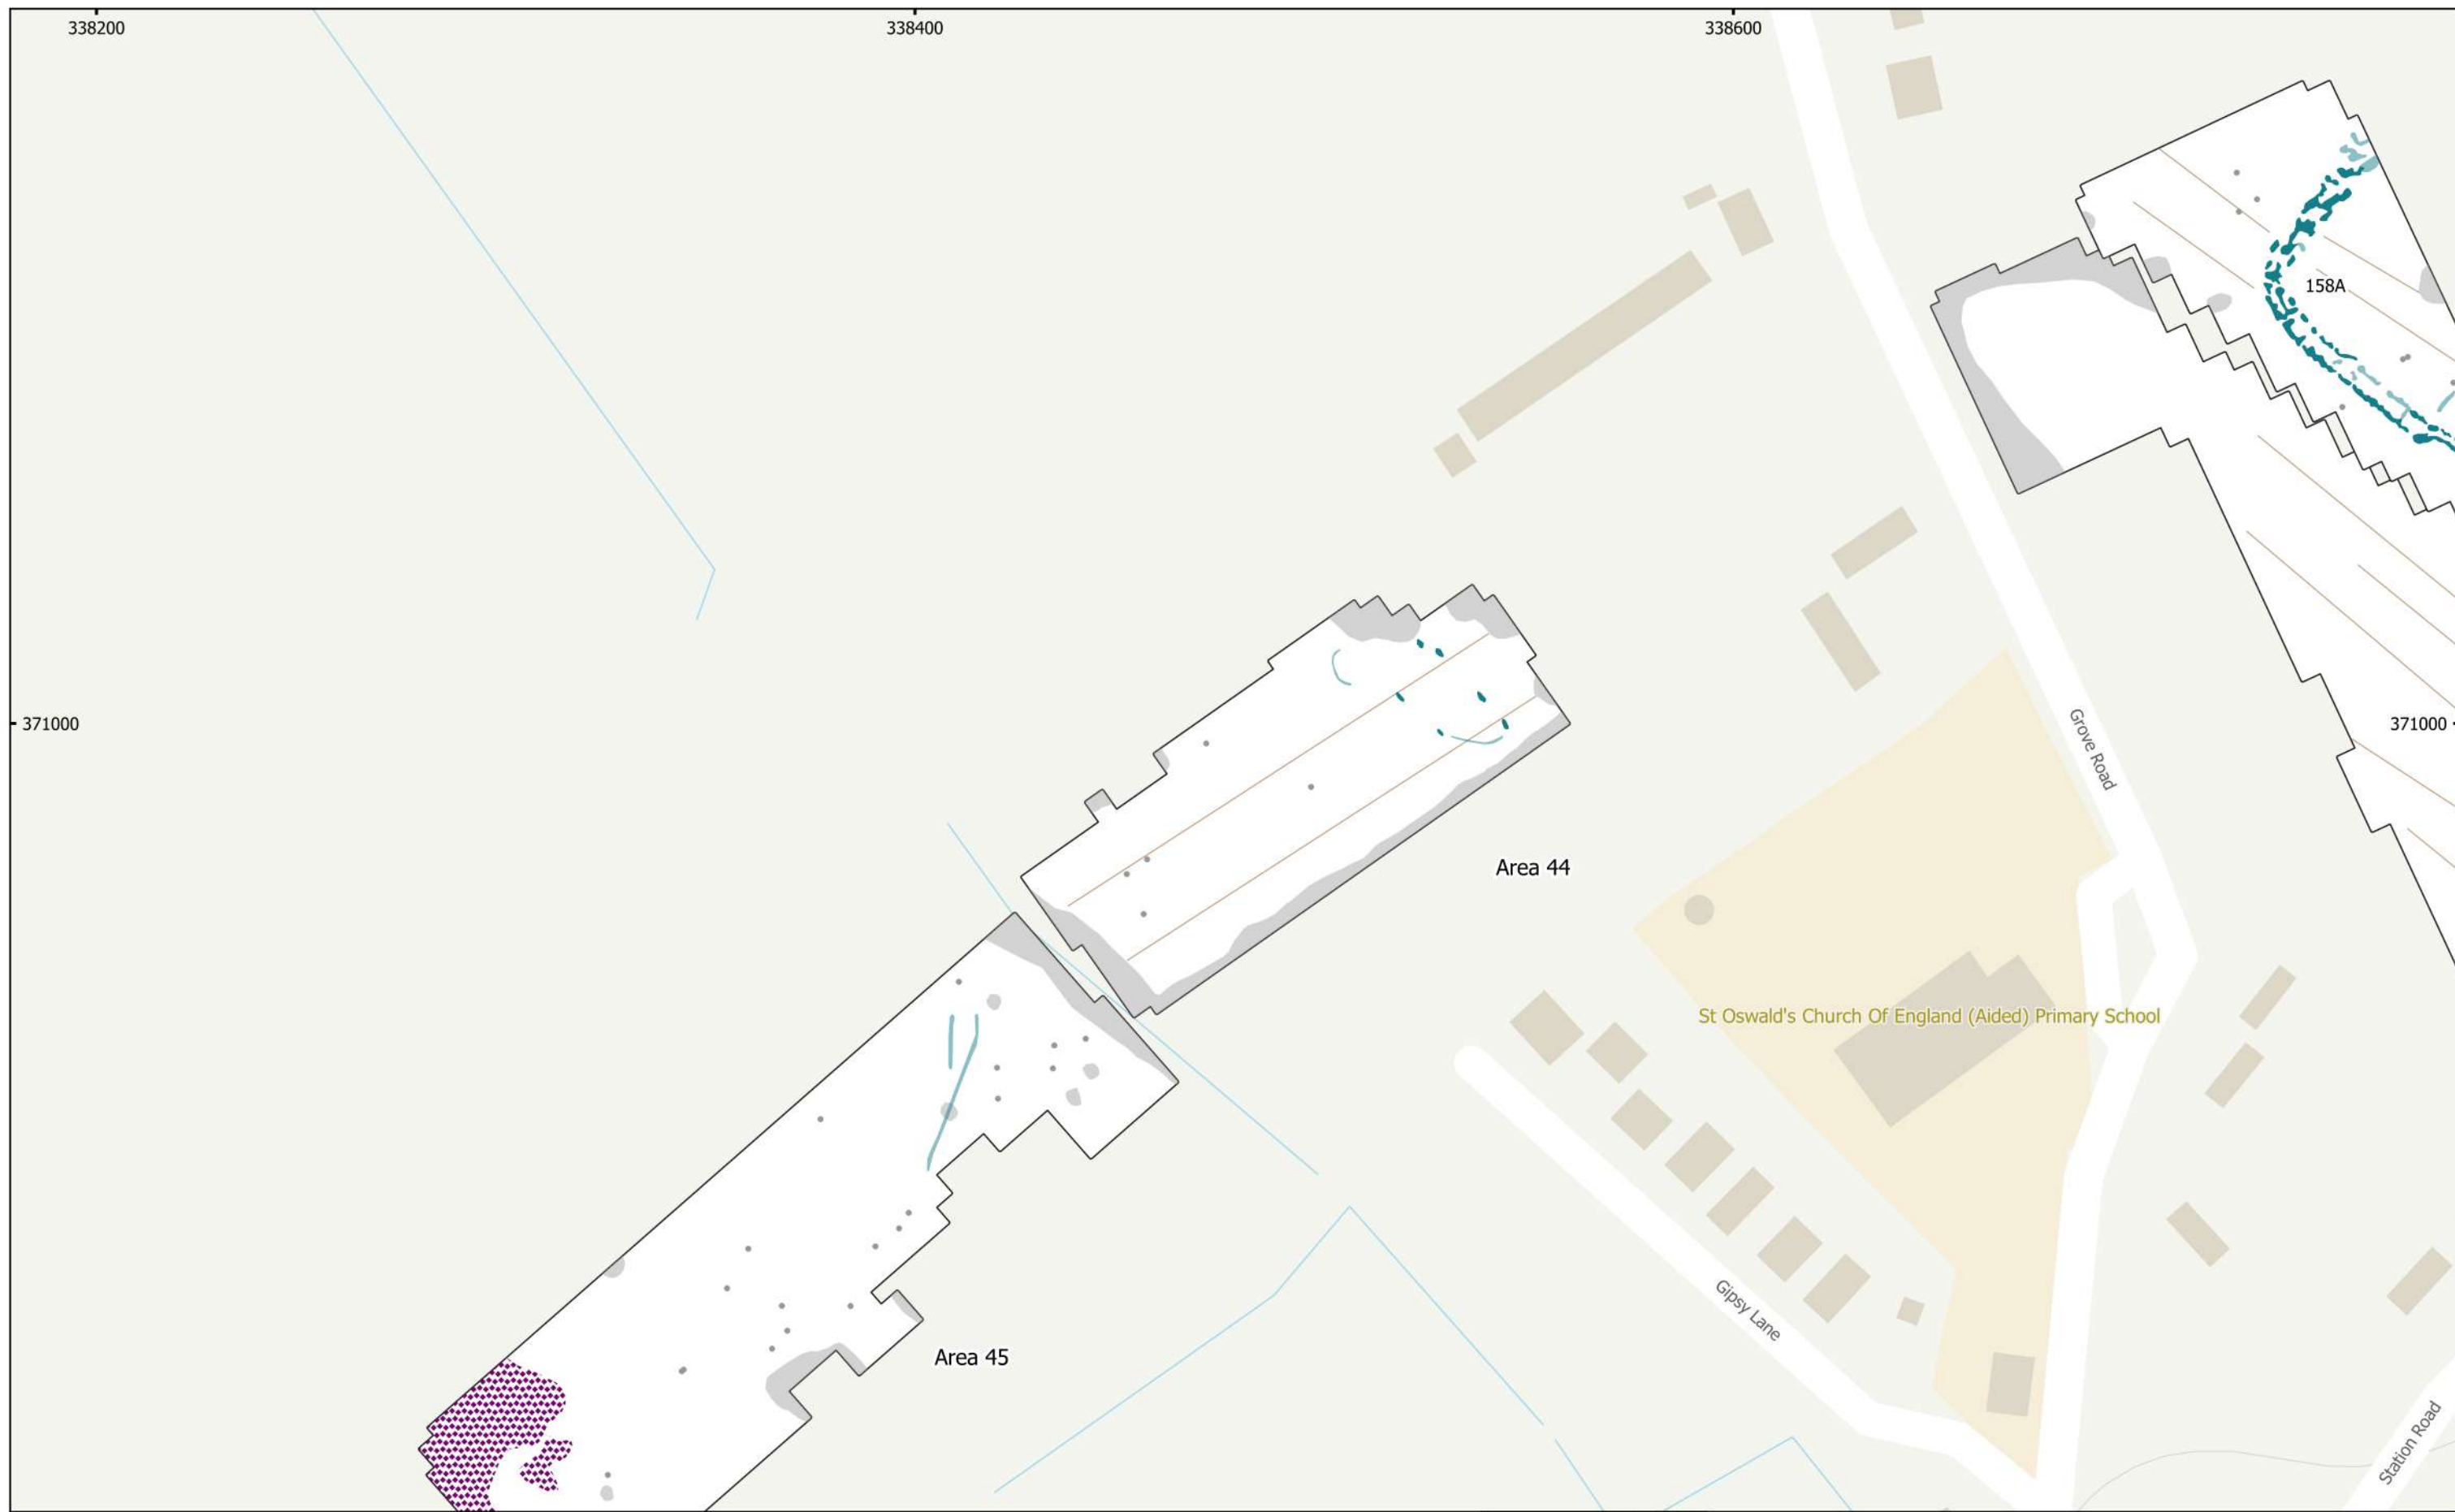 338200
338400
338600
158A
371000
371000
Grove Road
Area 44
St Oswald's Church Of England (Aided) Primary School
Gipsy Lane
Area 45
Station Road